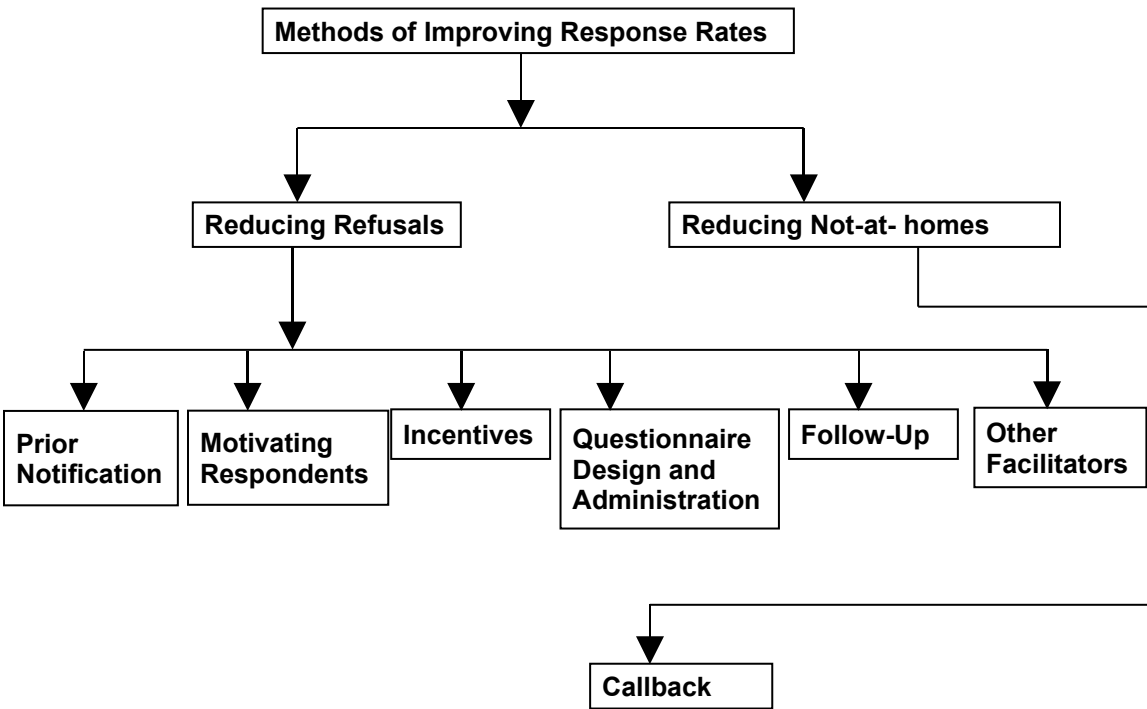 Methods of Improving Response Rates
Reducing Refusals
Reducing Not-at- homes
Prior
Notification
Motivating
Respondents
Incentives
Questionnaire
Design and
Administration
Follow-Up
Other
Facilitators
Callback